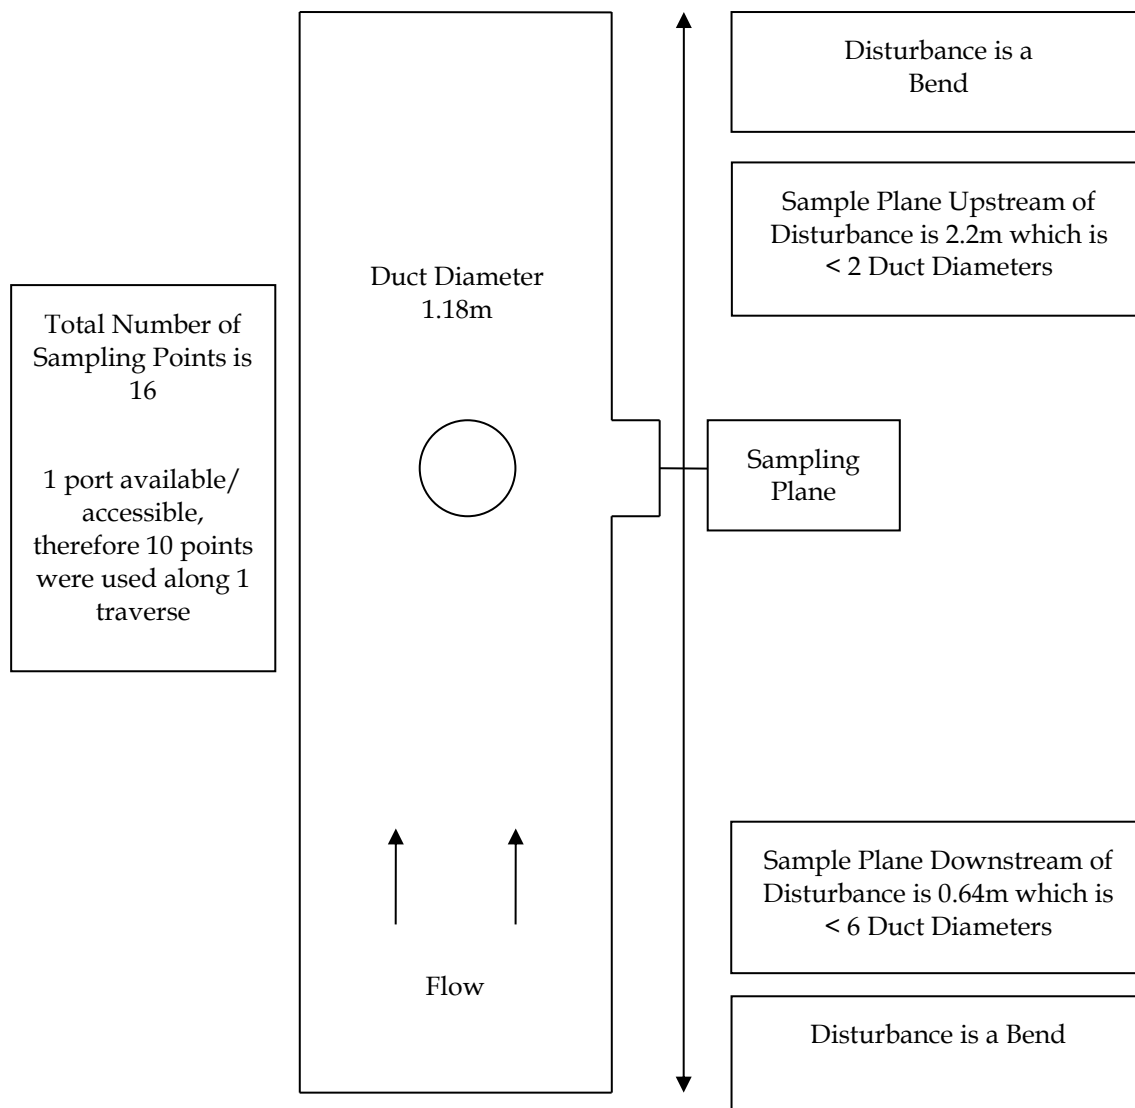 Disturbance is a
Bend
Sample Plane Upstream of
Disturbance is 2.2m which is
< 2 Duct Diameters
Duct Diameter
1.18m
Total Number of
Sampling Points is
16
1 port available/
accessible,
therefore 10 points
were used along 1
traverse
Sampling
Plane
Sample Plane Downstream of
Disturbance is 0.64m which is
< 6 Duct Diameters
Flow
Disturbance is a Bend